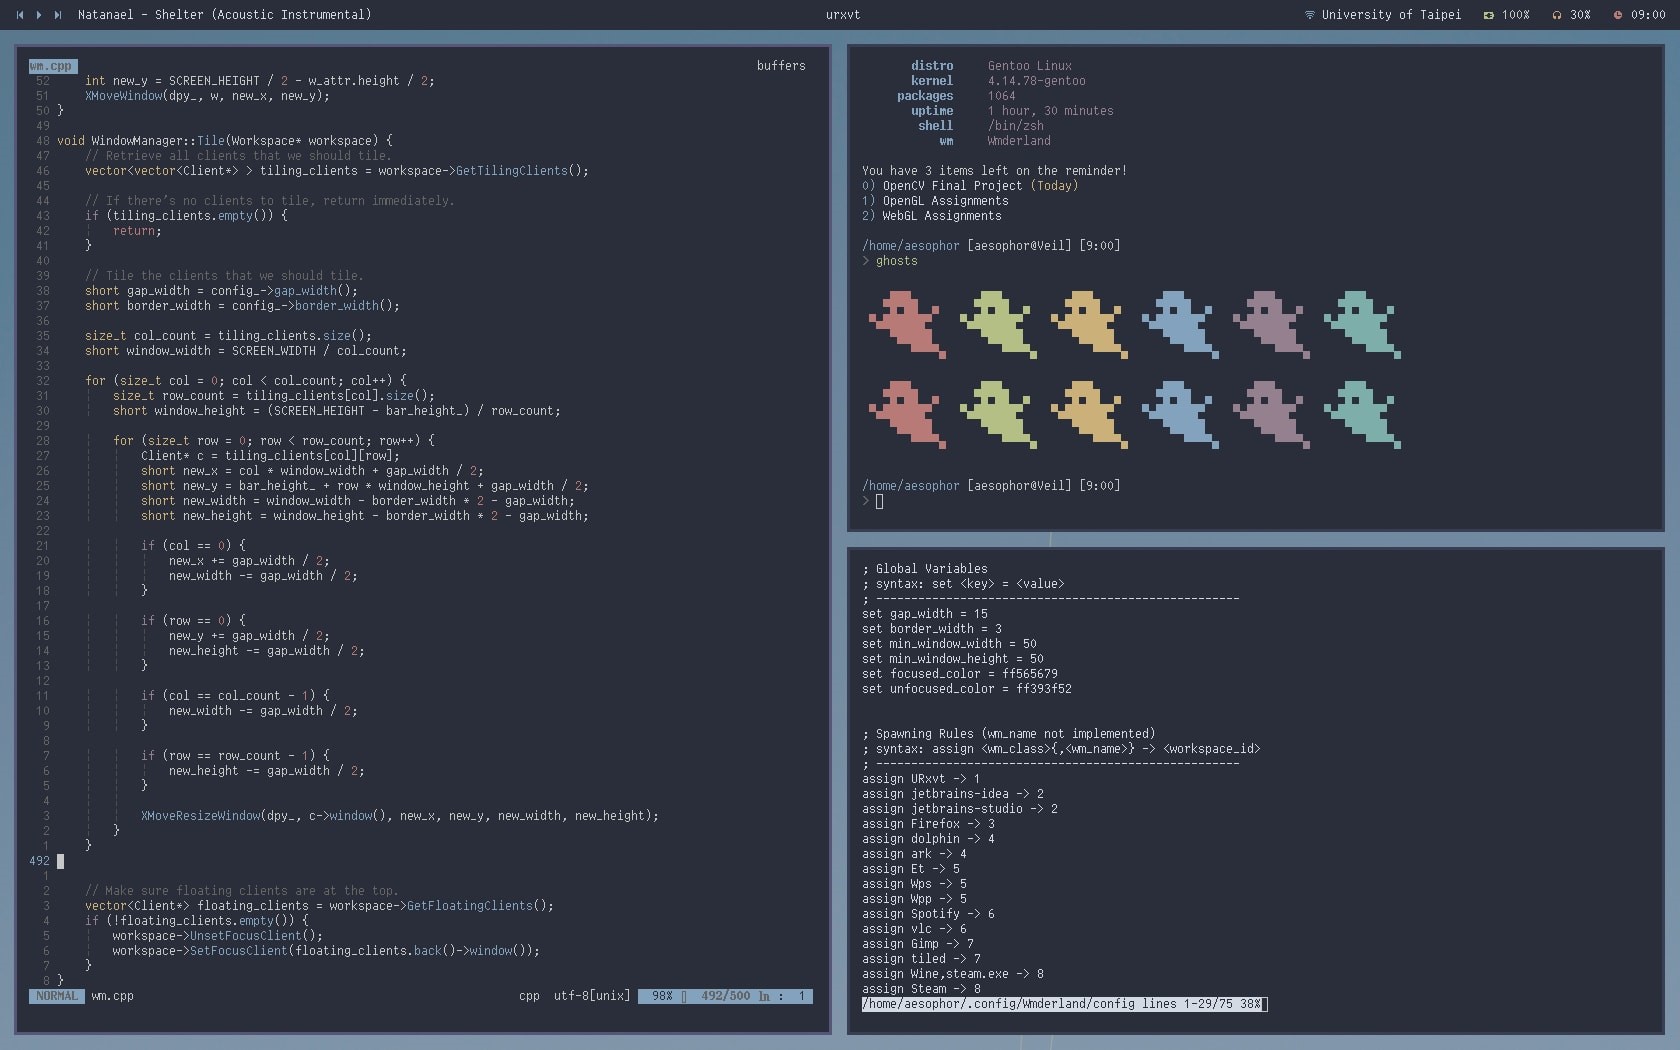 Natanael - Shelter (Acoustic Instrumental)
urxvt
University of Taipei 100% 30% 09:00
wm.cpp buffers
52     int new_y = SCREEN_HEIGHT / 2 - w_attr.height / 2;
51     XMoveWindow(dpy_, w, new_x, new_y);
50 }
49
48 void WindowManager::Tile(Workspace* workspace) {
47     // Retrieve all clients that we should tile.
46     vector<vector<Client*> > tiling_clients = workspace->GetTilingClients();
45
44     // If there's no clients to tile, return immediately.
43     if (tiling_clients.empty()) {
42         return;
41     }
40
39     // Tile the clients that we should tile.
38     short gap_width = config_->gap_width();
37     short border_width = config_->border_width();
36
35     size_t col_count = tiling_clients.size();
34     short window_width = SCREEN_WIDTH / col_count;
33
32     for (size_t col = 0; col < col_count; col++) {
31         size_t row_count = tiling_clients[col].size();
30         short window_height = (SCREEN_HEIGHT - bar_height_) / row_count;
29
28         for (size_t row = 0; row < row_count; row++) {
27             Client* c = tiling_clients[col][row];
26             short new_x = col * window_width + gap_width / 2;
25             short new_y = bar_height_ + row * window_height + gap_width / 2;
24             short new_width = window_width - border_width * 2 - gap_width;
23             short new_height = window_height - border_width * 2 - gap_width;
22
21             if (col == 0) {
20                 new_x += gap_width / 2;
19                 new_width -= gap_width / 2;
18             }
17
16             if (row == 0) {
15                 new_y += gap_width / 2;
14                 new_height -= gap_width / 2;
13             }
12
11             if (col == col_count - 1) {
10                 new_width -= gap_width / 2;
9             }
8
7             if (row == row_count - 1) {
6                 new_height -= gap_width / 2;
5             }
4
3             XMoveResizeWindow(dpy_, c->window(), new_x, new_y, new_width, new_height);
2         }
1     }
492
1
2     // Make sure floating clients are at the top.
3     vector<Client*> floating_clients = workspace->GetFloatingClients();
4     if (!floating_clients.empty()) {
5         workspace->UnsetFocusClient();
6         workspace->SetFocusClient(floating_clients.back()->window());
7     }
8 }
NORMAL wm.cpp cpp utf-8[unix] 98% 492/500 ln : 1
distro Gentoo Linux
kernel 4.14.78-gentoo
packages 1064
uptime 1 hour, 30 minutes
shell /bin/zsh
wm Wmderland
You have 3 items left on the reminder!
0) OpenCV Final Project (Today)
1) OpenGL Assignments
2) WebGL Assignments
/home/aesophor [aesophor@Veil] [9:00]
> ghosts
/home/aesophor [aesophor@Veil] [9:00]
>
; Global Variables
; syntax: set <key> = <value>
; ----------------------------------------------------
set gap_width = 15
set border_width = 3
set min_window_width = 50
set min_window_height = 50
set focused_color = ff565679
set unfocused_color = ff393f52
; Spawning Rules (wm_name not implemented)
; syntax: assign <wm_class>{,<wm_name>} -> <workspace_id>
; ----------------------------------------------------
assign URxvt -> 1
assign jetbrains-idea -> 2
assign jetbrains-studio -> 2
assign Firefox -> 3
assign dolphin -> 4
assign ark -> 4
assign Et -> 5
assign Wps -> 5
assign Wpp -> 5
assign Spotify -> 6
assign vlc -> 6
assign Gimp -> 7
assign tiled -> 7
assign Wine,steam.exe -> 8
assign Steam -> 8
/home/aesophor/.config/Wmderland/config lines 1-29/75 38%